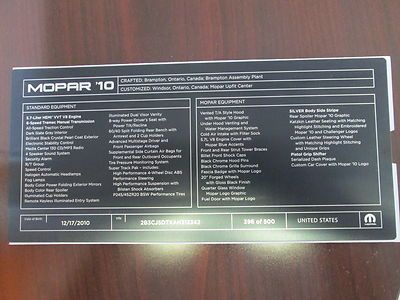 MOPAR '10
CRAFTED: Brampton, Ontario, Canada; Brampton Assembly Plant
CUSTOMIZED: Windsor, Ontario, Canada; Mopar Upfit Center
STANDARD EQUIPMENT
5.7-Liter HEMI VVT V8 Engine
6-Speed Tremec Manual Transmission
All-Speed Traction Control
Dark Slate Gray Interior
Brilliant Black Crystal Pearl Coat Exterior
Electronic Stability Control
Media Center 130 CD/MP3 Radio
6 Speaker Sound System
Security Alarm
R/T Group
Speed Control
Halogen Automatic Headlamps
Fog Lamps
Body Color Power Folding Exterior Mirrors
Body Color Rear Spoiler
Illuminated Cup Holders
Remote Keyless Illuminated Entry System
Illuminated Dual Visor Vanity
8-way Power Driver's Seat with
Power Tilt/Recline
60/40 Split Folding Rear Bench with
Armrest and 2 Cup Holders
Advanced Multistage Driver and
Front Passenger Airbags
Supplemental Side Curtain Air Bags for
Front and Rear Outboard Occupants
Tire Pressure Monitoring System
Super Track Pak – Includes:
High Performance 4-Wheel Disc ABS
Performance Steering
High Performance Suspension with
Bilstein Shock Absorbers
P245/45ZR20 BSW Performance Tires
MOPAR EQUIPMENT
Vented T/A Style Hood
with Mopar '10 Graphic
Under Hood Venting and
Water Management System
Cold Air Intake with Filter Sock
5.7L V8 Engine Cover with
Mopar Blue Accents
Front and Rear Strut Tower Braces
Billet Front Shock Caps
Black Chrome Mirror Caps
Black Chrome Grille Surround
Fascia Badge with Mopar Logo
20" Forged Wheels
with Gloss Black Finish
Quarter Glass Window
Mopar Logo Graphic
Fuel Door with Mopar Logo
SILVER Body Side Stripe
Rear Spoiler Mopar '10 Graphic
Katzkin Leather Seating with
Matching Highlight
Stitching and Embroidered
Mopar '10 and Challenger Logos
Custom Leather Steering Wheel
with Matching Highlight Stitching
and Unique Grips
Pistol Grip Shifter
Serialized Dash Plaque
Custom Car Cover with Mopar '10 Logo
Date of Birth
12/17/2010
VIN
298 of 500
UNITED STATES
MOPAR